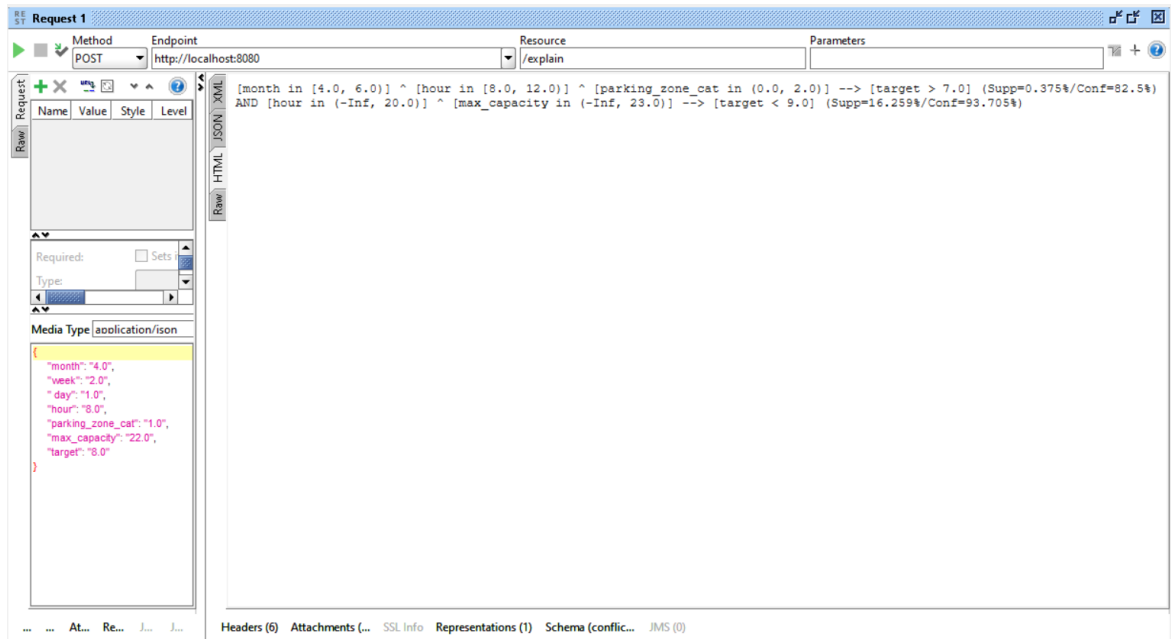 RE ST Request 1
Method Endpoint Resource Parameters
POST http://localhost:8080 /explain
Request
Raw
Name Value Style Level
Required: Sets i
Type:
Media Type application/json
{
"month": "4.0",
"week": "2.0",
" day": "1.0",
"hour": "8.0",
"parking_zone_cat": "1.0",
"max_capacity": "22.0",
"target": "8.0"
}
XML
JSON
HTML
Raw
[month in [4.0, 6.0)] ^ [hour in [8.0, 12.0)] ^ [parking_zone_cat in (0.0, 2.0)] --> [target > 7.0] (Supp=0.375%/Conf=82.5%)
AND [hour in (-Inf, 20.0)] ^ [max_capacity in (-Inf, 23.0)] --> [target < 9.0] (Supp=16.259%/Conf=93.705%)
... ... At... Re... J... J...
Headers (6) Attachments (... SSL Info Representations (1) Schema (conflic... JMS (0)